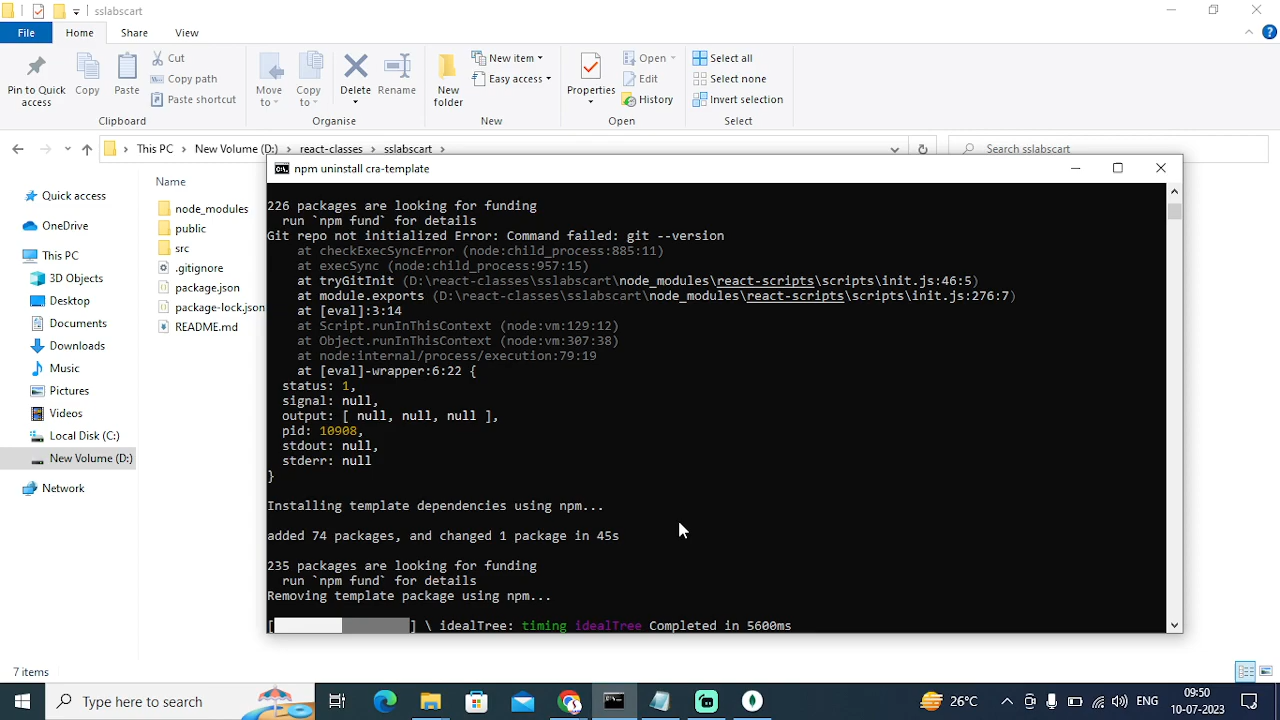 sslabscart
File
Home
Share
View
Pin to Quick access
Copy
Paste
Cut
Copy path
Paste shortcut
Clipboard
Move to
Copy to
Delete
Rename
Organise
New folder
New item
Easy access
New
Properties
Open
Edit
History
Open
Select all
Select none
Invert selection
Select
This PC
New Volume (D:)
react-classes
sslabscart
Search sslabscart
Quick access
OneDrive
This PC
3D Objects
Desktop
Documents
Downloads
Music
Pictures
Videos
Local Disk (C:)
New Volume (D:)
Network
Name
node_modules
public
src
.gitignore
package.json
package-lock.json
README.md
npm uninstall cra-template
226 packages are looking for funding
run `npm fund` for details
Git repo not initialized Error: Command failed: git --version
at checkExecSyncError (node:child_process:885:11)
at execSync (node:child_process:957:15)
at tryGitInit (D:\react-classes\sslabscart\node_modules\react-scripts\scripts\init.js:46:5)
at module.exports (D:\react-classes\sslabscart\node_modules\react-scripts\scripts\init.js:276:7)
at [eval]:3:14
at Script.runInThisContext (node:vm:129:12)
at Object.runInThisContext (node:vm:307:38)
at node:internal/process/execution:79:19
at [eval]-wrapper:6:22 {
status: 1,
signal: null,
output: [ null, null, null ],
pid: 10908,
stdout: null,
stderr: null
}
Installing template dependencies using npm...
added 74 packages, and changed 1 package in 45s
235 packages are looking for funding
run `npm fund` for details
Removing template package using npm...
[ ] \ idealTree: timing idealTree Completed in 5600ms
7 items
Type here to search
26°C
ENG
09:50
10-07-2023